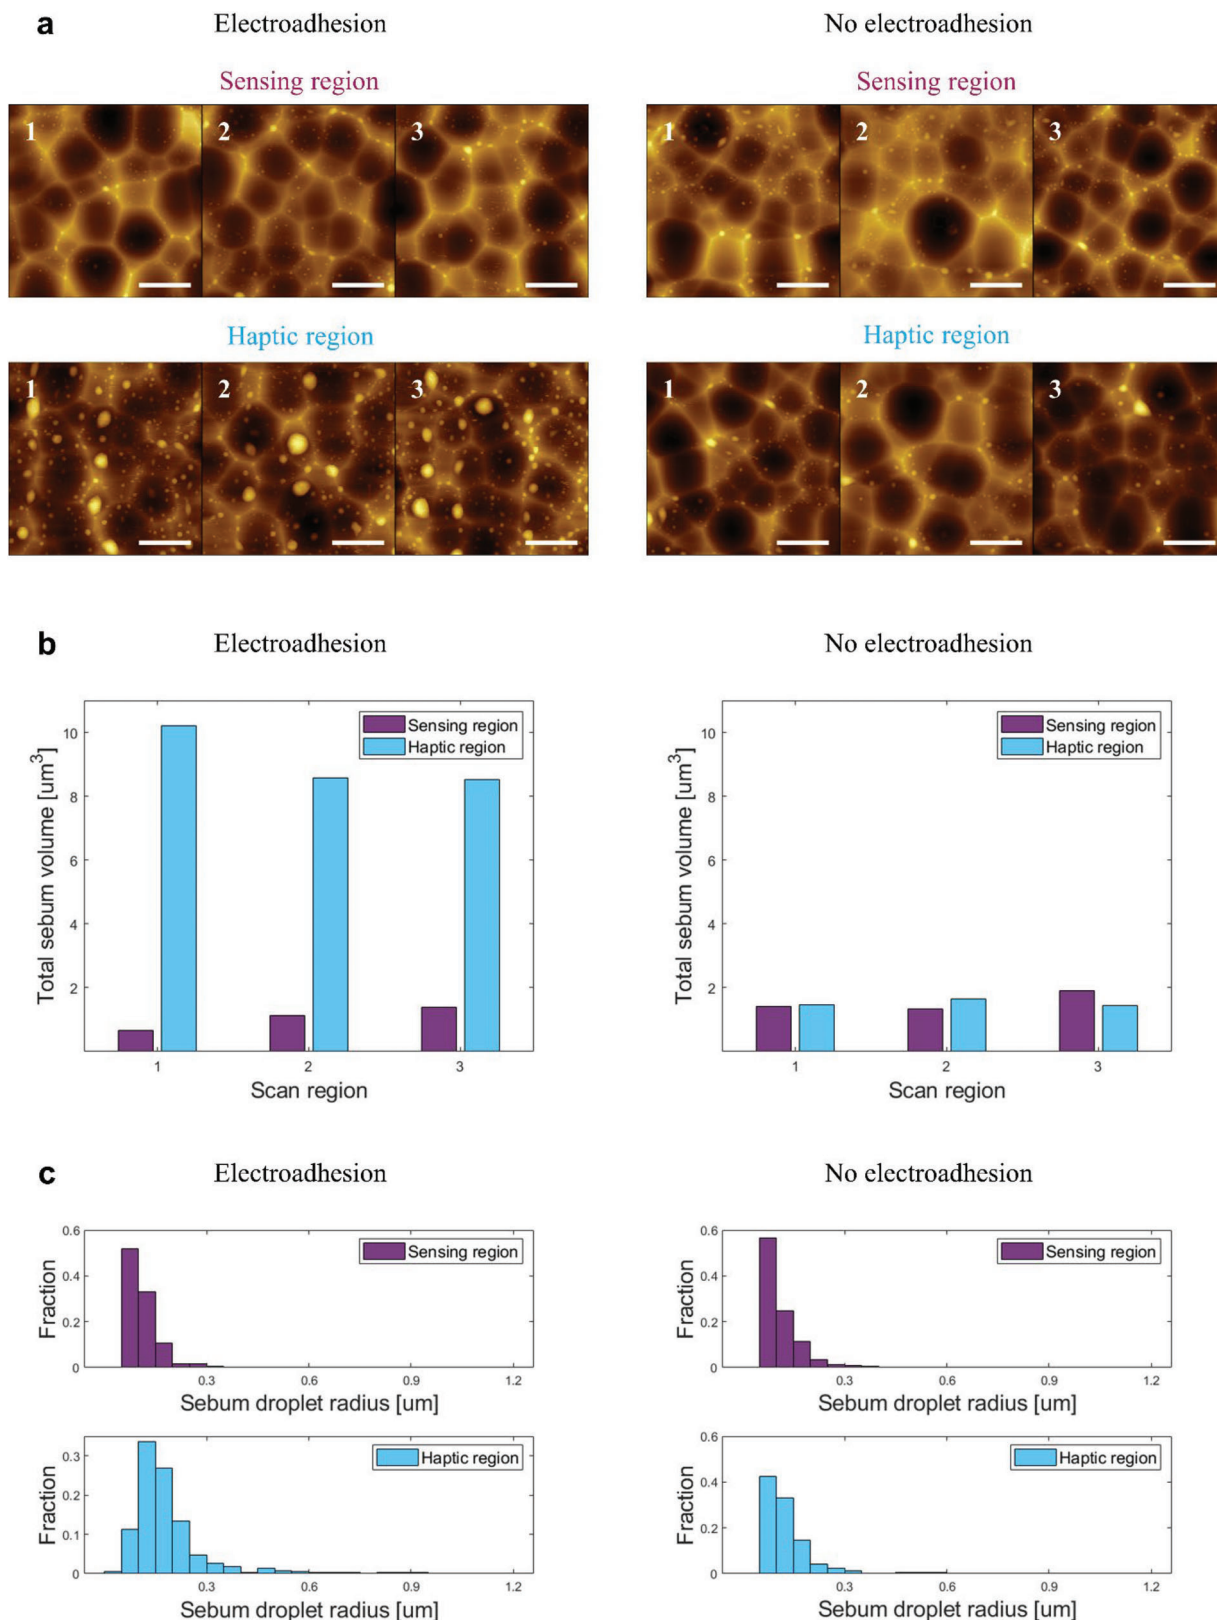 a
Electroadhesion
No electroadhesion
Sensing region
Sensing region
1 2 3
1 2 3
Haptic region
Haptic region
1 2 3
1 2 3
b
Electroadhesion
No electroadhesion
Total sebum volume [um³]
10
8
6
4
2
Sensing region
Haptic region
1 2 3
Scan region
Total sebum volume [um³]
10
8
6
4
2
Sensing region
Haptic region
1 2 3
Scan region
c
Electroadhesion
No electroadhesion
Fraction
0.6
0.4
0.2
0
Sensing region
0.3 0.6 0.9 1.2
Sebum droplet radius [um]
Fraction
0.6
0.4
0.2
0
Sensing region
0.3 0.6 0.9 1.2
Sebum droplet radius [um]
Fraction
0.3
0.2
0.1
0
Haptic region
0.3 0.6 0.9 1.2
Sebum droplet radius [um]
Fraction
0.6
0.4
0.2
0
Haptic region
0.3 0.6 0.9 1.2
Sebum droplet radius [um]